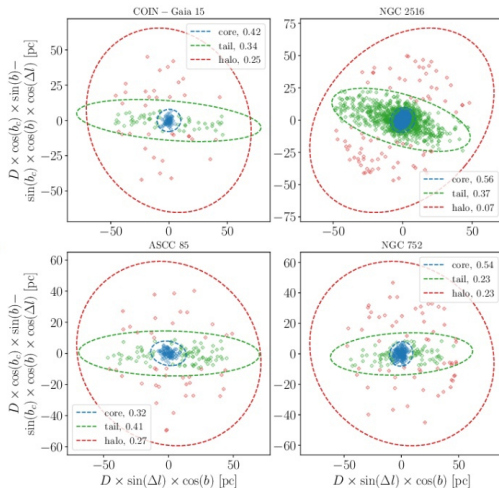 COIN – Gaia 15
NGC 2516
D × cos(b_c) × sin(b)−
sin(b_c) × cos(b) × cos(Δl) [pc]
50
25
0
−25
−50
core, 0.42
tail, 0.34
halo, 0.25
−50
0
50
75
50
25
0
−25
−50
−75
core, 0.56
tail, 0.37
halo, 0.07
−50
0
50
ASCC 85
NGC 752
D × cos(b_c) × sin(b)−
sin(b_c) × cos(b) × cos(Δl) [pc]
60
40
20
0
−20
−40
−60
core, 0.32
tail, 0.41
halo, 0.27
−50
0
50
D × sin(Δl) × cos(b) [pc]
60
40
20
0
−20
−40
−60
core, 0.54
tail, 0.23
halo, 0.23
−50
0
50
D × sin(Δl) × cos(b) [pc]